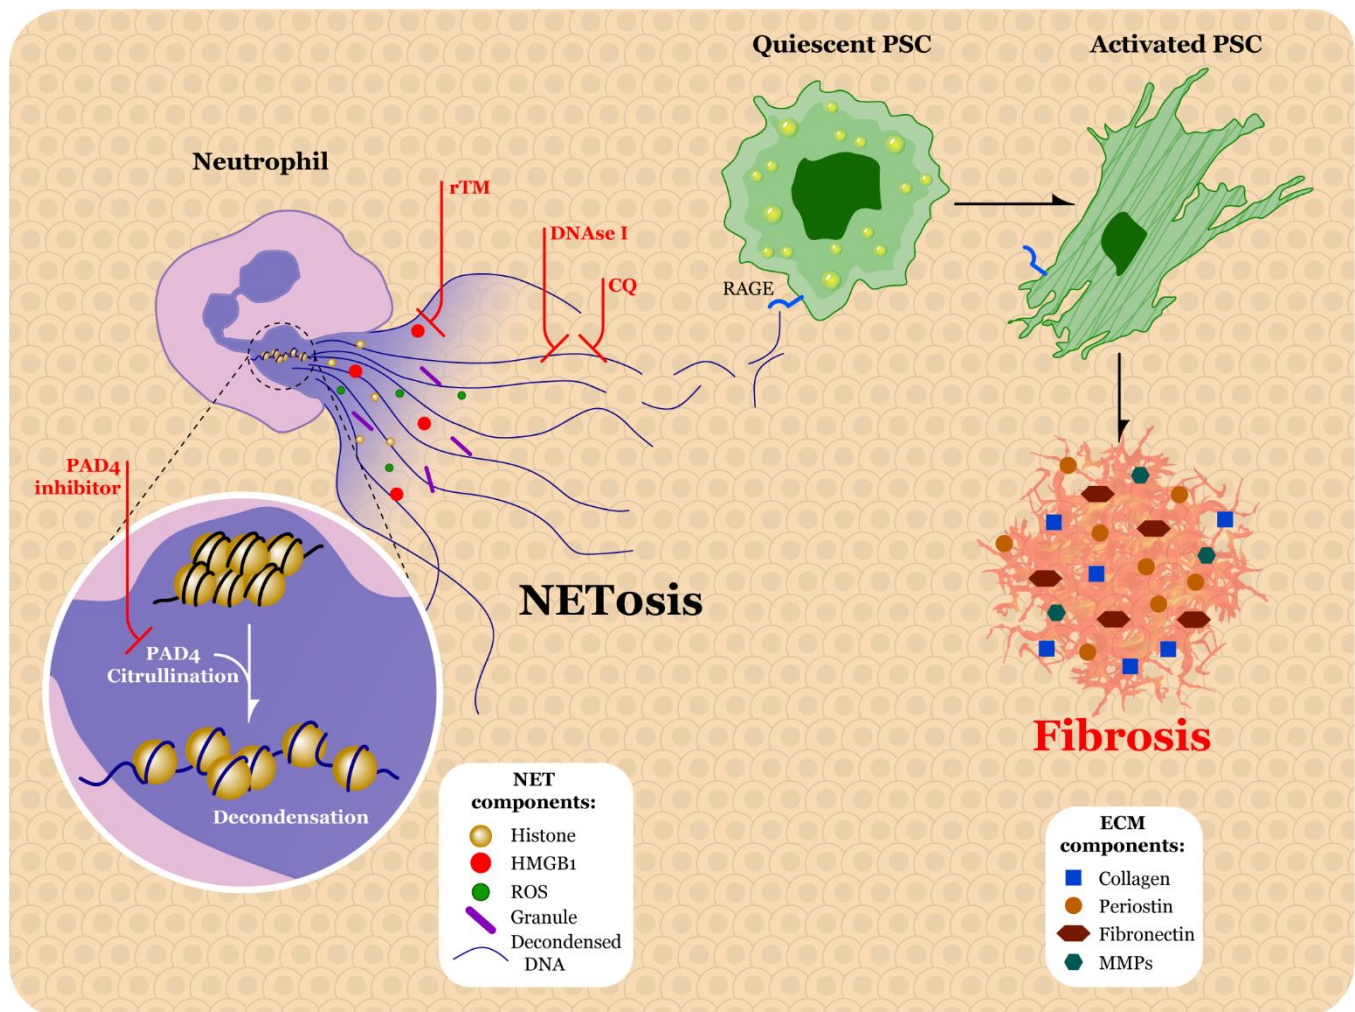 Quiescent PSC
Activated PSC
Neutrophil
rTM
DNAse I
CQ
RAGE
PAD4
inhibitor
NETosis
PAD4
Citrullination
Decondensation
Fibrosis
NET
components:
Histone
HMGB1
ROS
Granule
Decondensed
DNA
ECM
components:
Collagen
Periostin
Fibronectin
MMPs